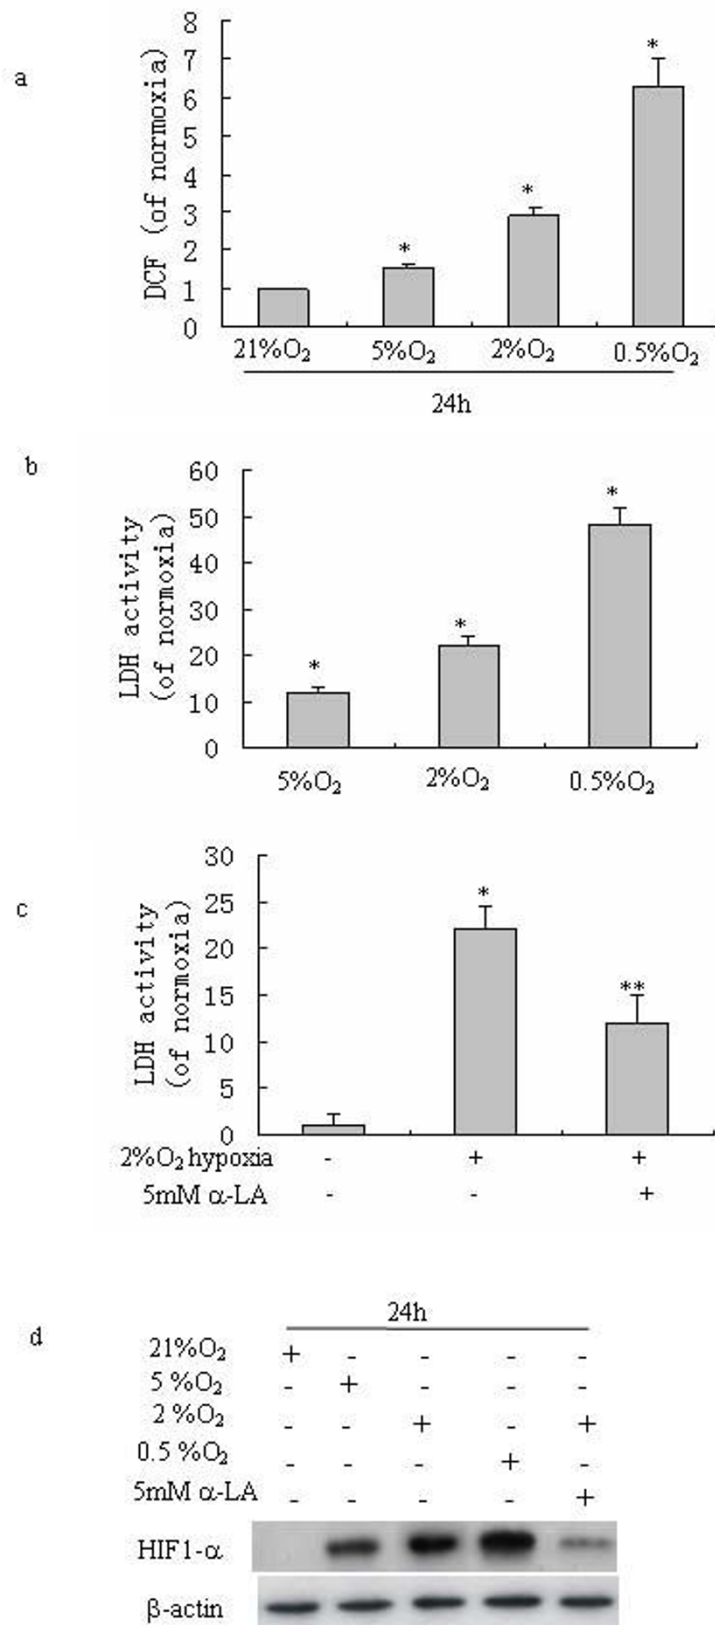 a
DCF (of normoxia)
8
7
6
5
4
3
2
1
0
*
*
*
21%O₂ 5%O₂ 2%O₂ 0.5%O₂
24h
b
LDH activity
(of normoxia)
60
50
40
30
20
10
0
*
*
*
5%O₂ 2%O₂ 0.5%O₂
c
LDH activity
(of normoxia)
30
25
20
15
10
5
0
*
**
2%O₂ hypoxia - + +
5mM α-LA - - +
d
24h
21%O₂ + - - - -
5 %O₂ - + - - -
2 %O₂ - - + - +
0.5 %O₂ - - - + -
5mM α-LA - - - - +
HIF1-α
β-actin